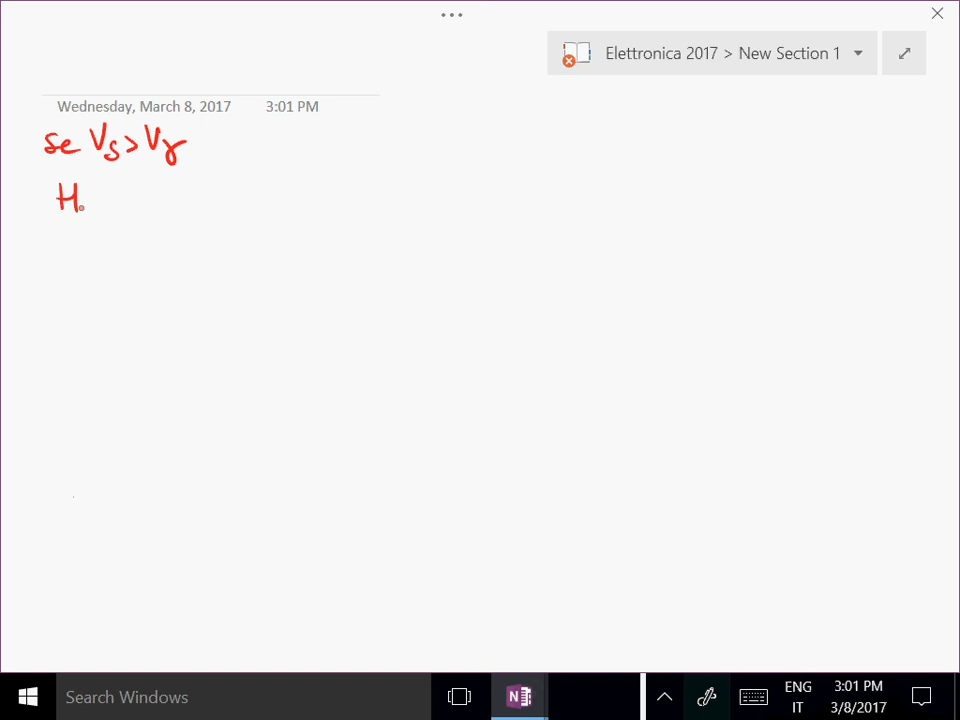 Elettronica 2017 > New Section 1
Wednesday, March 8, 2017 3:01 PM
se Vs > Vγ
H
Search Windows
ENG
IT
3:01 PM
3/8/2017